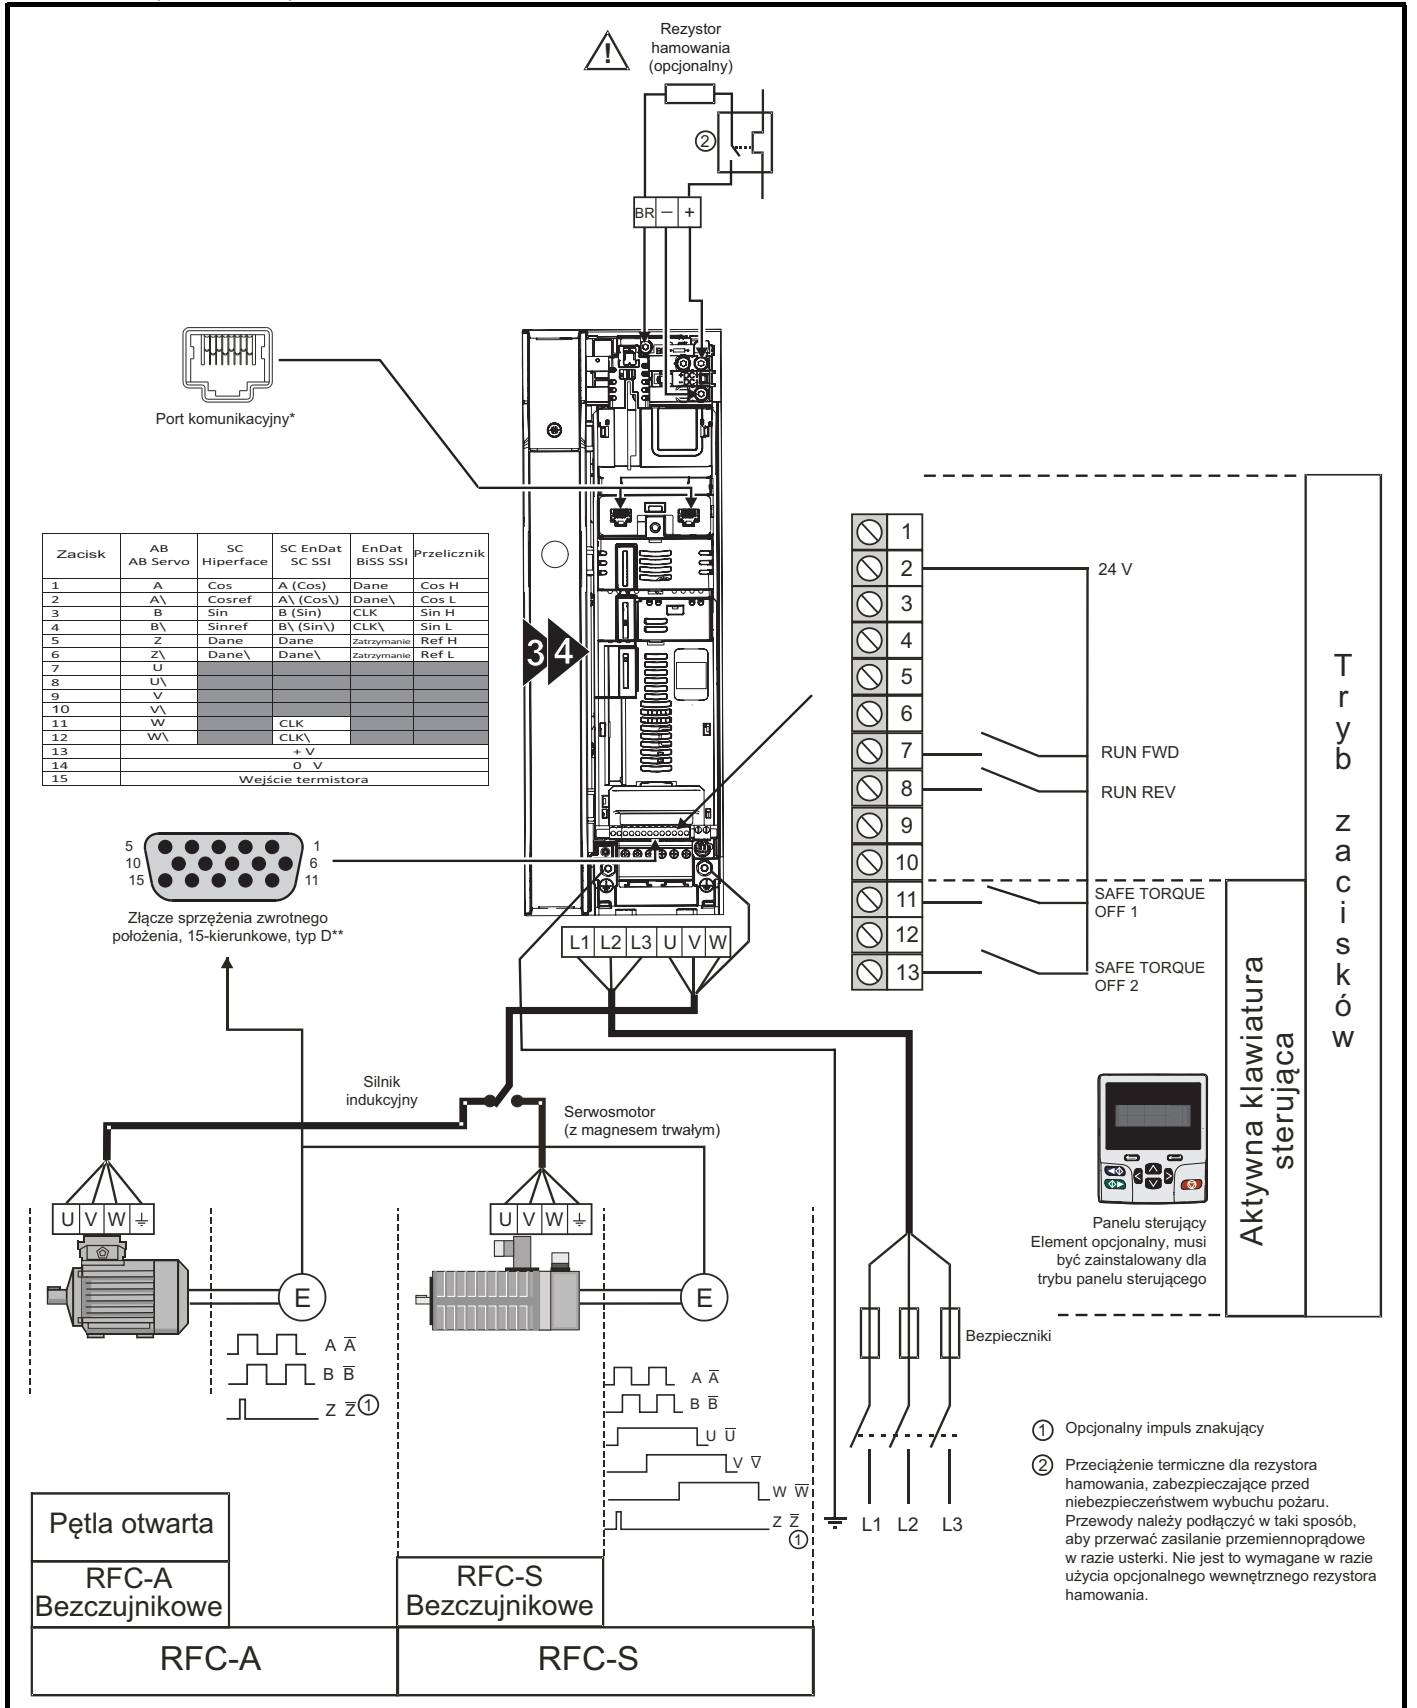 Rezystor
hamowania
(opcjonalny)
!
2
BR − +
Port komunikacyjny*
Zacisk AB AB Servo SC Hiperface SC EnDat SC SSI EnDat BiSS SSI Przelicznik
1 A Cos A (Cos) Dane Cos H
2 A\ Cosref A\ (Cos\) Dane\ Cos L
3 B Sin B (Sin) CLK Sin H
4 B\ Sinref B\ (Sin\) CLK\ Sin L
5 Z Dane Dane Zatrzymanie Ref H
6 Z\ Dane\ Dane\ Zatrzymanie Ref L
7 U
8 U\
9 V
10 V\
11 W CLK
12 W\ CLK\
13 + V
14 0 V
15 Wejście termistora
3 4
5 1
10 6
15 11
Złącze sprzężenia zwrotnego
położenia, 15-kierunkowe, typ D**
L1 L2 L3 U V W
1
2 24 V
3
4
5
6
7 RUN FWD
8 RUN REV
9
10
11 SAFE TORQUE
OFF 1
12
13 SAFE TORQUE
OFF 2
Tryb zacisków
Aktywna klawiatura
sterująca
Silnik
indukcyjny
Serwosmotor
(z magnesem trwałym)
U V W
U V W
E
E
Panelu sterujący
Element opcjonalny, musi
być zainstalowany dla
trybu panelu sterującego
Bezpieczniki
A A̅
B B̅
Z Z̅ 1
A A̅
B B̅
U U̅
V V̅
W W̅
Z Z̅
1
L1 L2 L3
1 Opcjonalny impuls znakujący
2 Przeciążenie termiczne dla rezystora
hamowania, zabezpieczające przed
niebezpieczeństwem wybuchu pożaru.
Przewody należy podłączyć w taki sposób,
aby przerwać zasilanie przemiennoprądowe
w razie usterki. Nie jest to wymagane w razie
użycia opcjonalnego wewnętrznego rezystora
hamowania.
Pętla otwarta
RFC-A
Bezczujnikowe
RFC-S
Bezczujnikowe
RFC-A
RFC-S